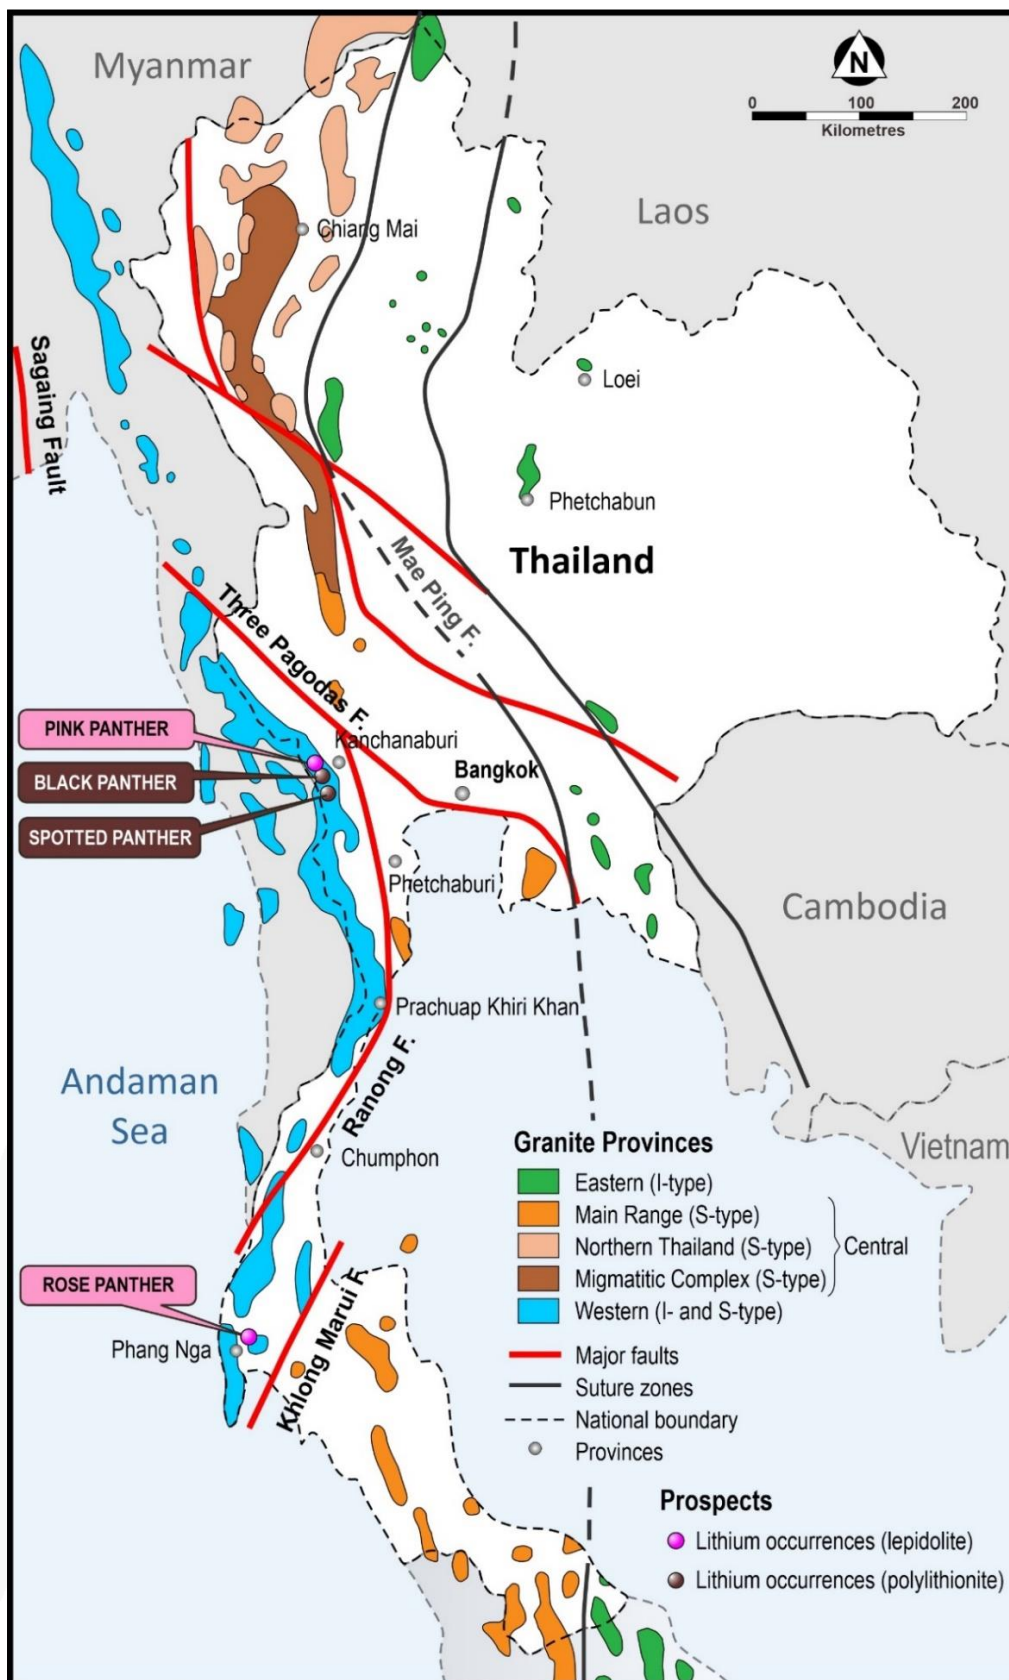 Myanmar
N
0 100 200
Kilometres
Laos
Chiang Mai
Sagaing Fault
Loei
Phetchabun
Thailand
Mae Ping F.
Three Pagodas F.
PINK PANTHER
Kanchanaburi
BLACK PANTHER
Bangkok
SPOTTED PANTHER
Phetchaburi
Cambodia
Prachuap Khiri Khan
Andaman
Sea
Ranong F.
Chumphon
Vietnam
Granite Provinces
Eastern (I-type)
Main Range (S-type)
Northern Thailand (S-type)
Central
Migmatitic Complex (S-type)
Western (I- and S-type)
ROSE PANTHER
Phang Nga
Khlong Marui F.
Major faults
Suture zones
National boundary
Provinces
Prospects
Lithium occurrences (lepidolite)
Lithium occurrences (polylithionite)